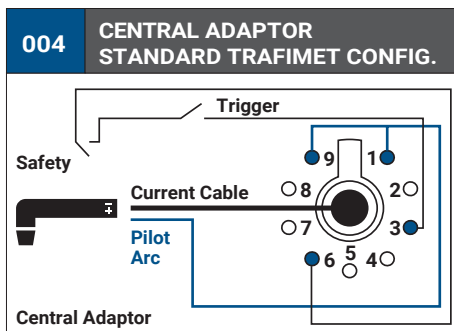 004
CENTRAL ADAPTOR
STANDARD TRAFIMET CONFIG.
Trigger
Safety
9
1
Current Cable
8
2
Pilot
Arc
7
3
6
5
4
Central Adaptor